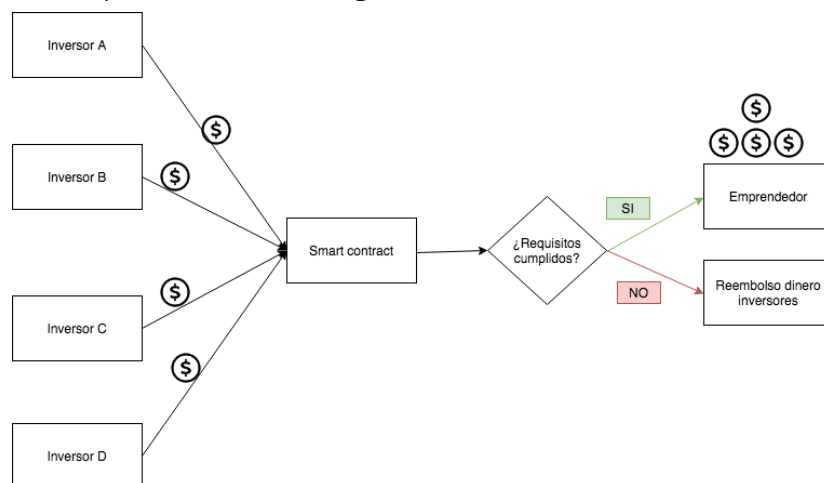 Inversor A
Inversor B
Inversor C
Inversor D
Smart contract
¿Requisitos
cumplidos?
SI
NO
Emprendedor
Reembolso dinero
inversores
$
$
$
$
$
$
$
$